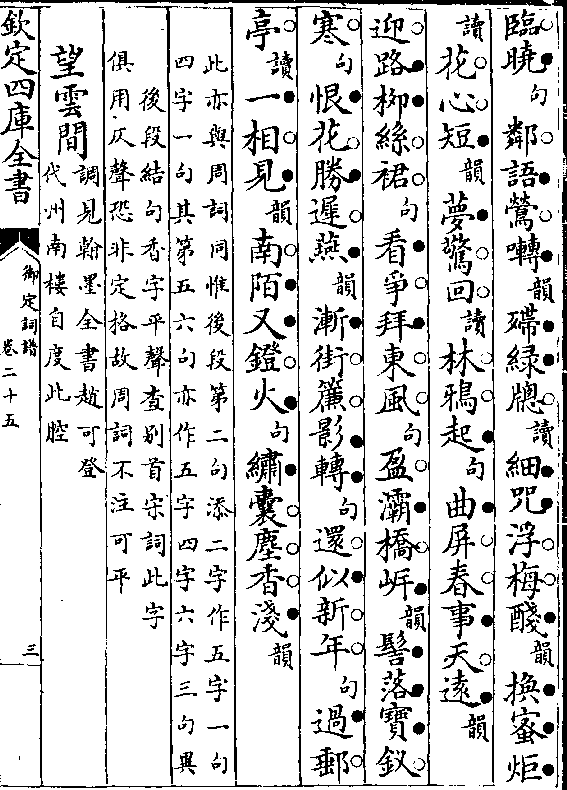 臨曉句鄰語鶯囀韻殢綠牕讀細咒浮梅醆韻換蜜炬
讀花心短韻夢驚回讀林鴉起句曲屏春事天遠韻
迎路柳絲裙句看爭拜東風句盈灞橋㟁韻髻落寶釵
寒句恨花勝遲燕韻漸街簾影轉句還似新年句過郵
亭讀一相見韻南陌又鐙火句繡囊塵香淺韻
此亦與周詞同惟後段第二句添二字作五字一句
四字一句其第五六句亦作五字四字六字三句異
後段結句香字平聲查别首宋詞此字
俱用仄聲恐非定格故周詞不注可平
望雲間
調見翰墨全書趙可登
代州南樓自度此腔
欽定四庫全書
御定詞譜
卷二十五
三